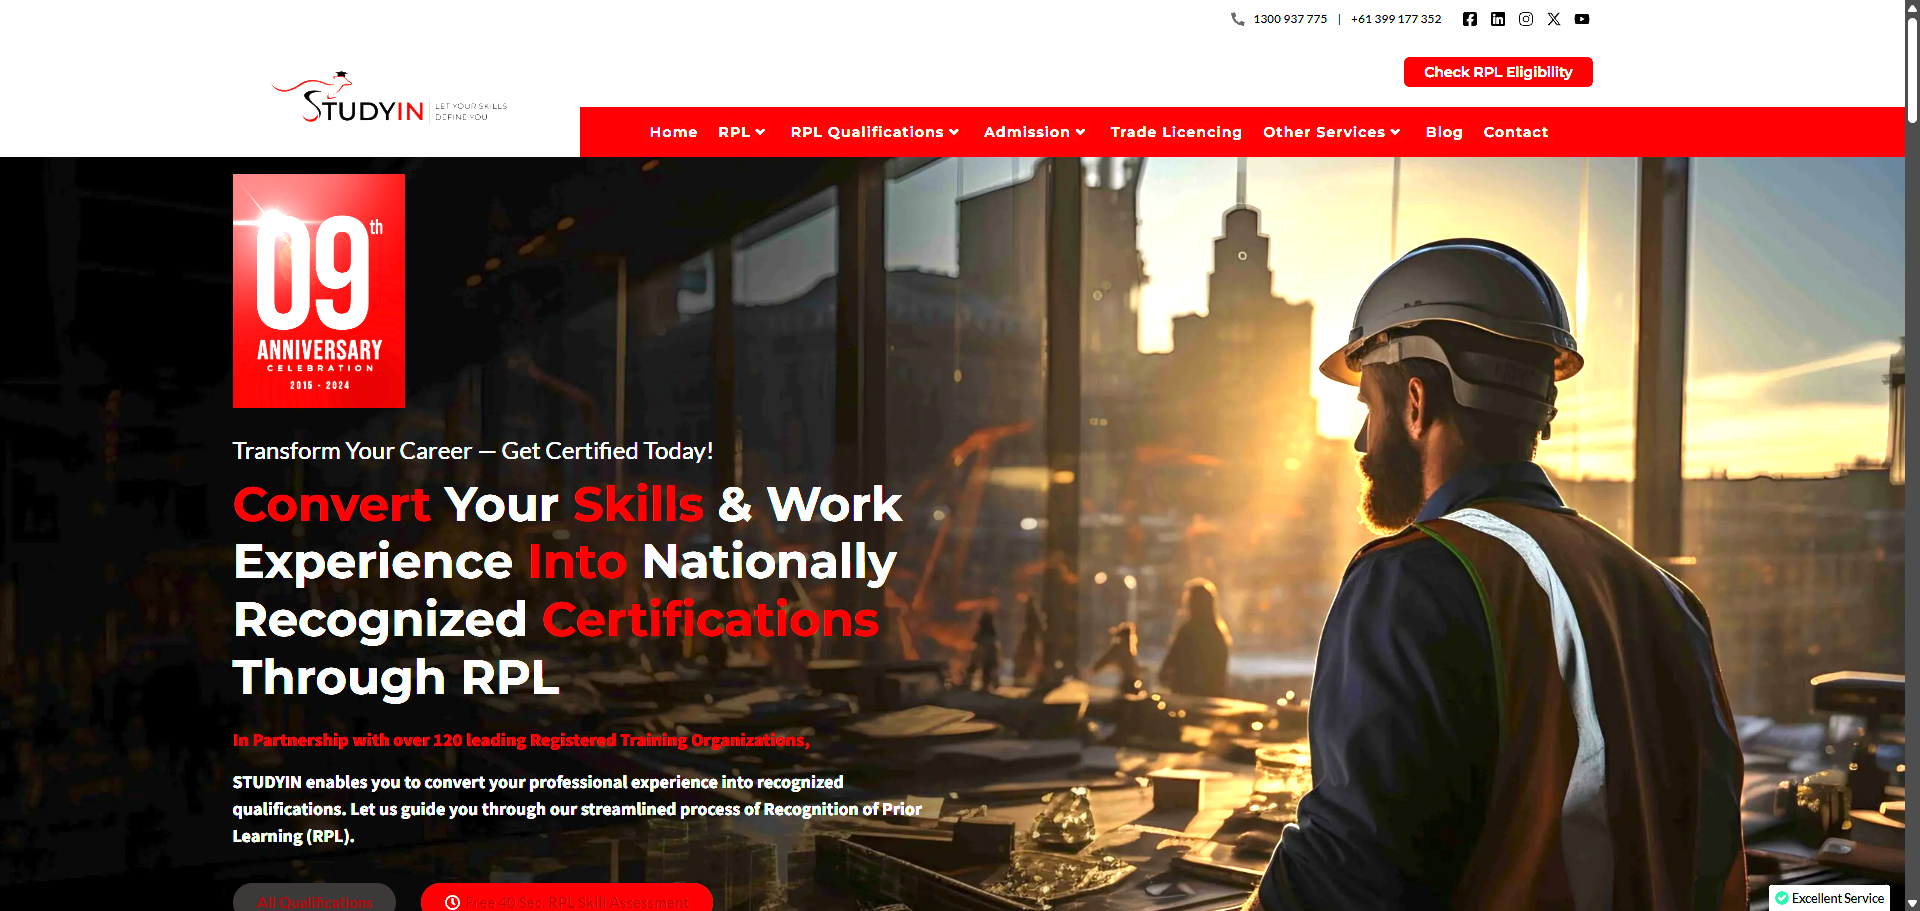 1300 937 775 | +61 399 177 352
Check RPL Eligibility
STUDYIN
LET YOUR SKILLS
DEFINE YOU
Home RPL RPL Qualifications Admission Trade Licencing Other Services Blog Contact
09th
ANNIVERSARY
CELEBRATION
2015 - 2024
Transform Your Career — Get Certified Today!
Convert Your Skills & Work
Experience Into Nationally
Recognized Certifications
Through RPL
In Partnership with over 120 leading Registered Training Organizations,
STUDYIN enables you to convert your professional experience into recognized
qualifications. Let us guide you through our streamlined process of Recognition of Prior
Learning (RPL).
All Qualifications
Free 40 Sec. RPL Skill Assessment
Excellent Service